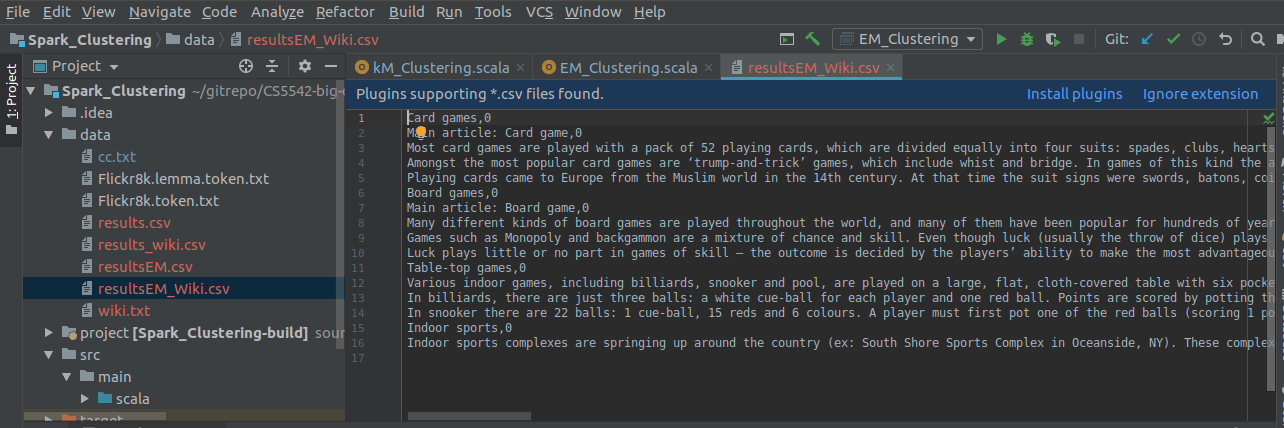 File Edit View Navigate Code Analyze Refactor Build Run Tools VCS Window Help
Spark_Clustering data resultsEM_Wiki.csv EM_Clustering Git:
1: Project
Project kM_Clustering.scala EM_Clustering.scala resultsEM_Wiki.csv
Spark_Clustering ~/gitrepo/CS5542-big-
.idea
data
cc.txt
Flickr8k.lemma.token.txt
Flickr8k.token.txt
results.csv
results_wiki.csv
resultsEM.csv
resultsEM_Wiki.csv
wiki.txt
project [Spark_Clustering-build] sour
src
main
scala
target
Plugins supporting *.csv files found. Install plugins Ignore extension
1 Card games,0
2 Main article: Card game,0
3 Most card games are played with a pack of 52 playing cards, which are divided equally into four suits: spades, clubs, hearts
4 Amongst the most popular card games are ‘trump-and-trick’ games, which include whist and bridge. In games of this kind the a
5 Playing cards came to Europe from the Muslim world in the 14th century. At that time the suit signs were swords, batons, coi
6 Board games,0
7 Main article: Board game,0
8 Many different kinds of board games are played throughout the world, and many of them have been popular for hundreds of year
9 Games such as Monopoly and backgammon are a mixture of chance and skill. Even though luck (usually the throw of dice) plays
10 Luck plays little or no part in games of skill – the outcome is decided by the players’ ability to make the most advantageou
11 Table-top games,0
12 Various indoor games, including billiards, snooker and pool, are played on a large, flat, cloth-covered table with six pocke
13 In billiards, there are just three balls: a white cue-ball for each player and one red ball. Points are scored by potting th
14 In snooker there are 22 balls: 1 cue-ball, 15 reds and 6 colours. A player must first pot one of the red balls (scoring 1 po
15 Indoor sports,0
16 Indoor sports complexes are springing up around the country (ex: South Shore Sports Complex in Oceanside, NY). These complex
17